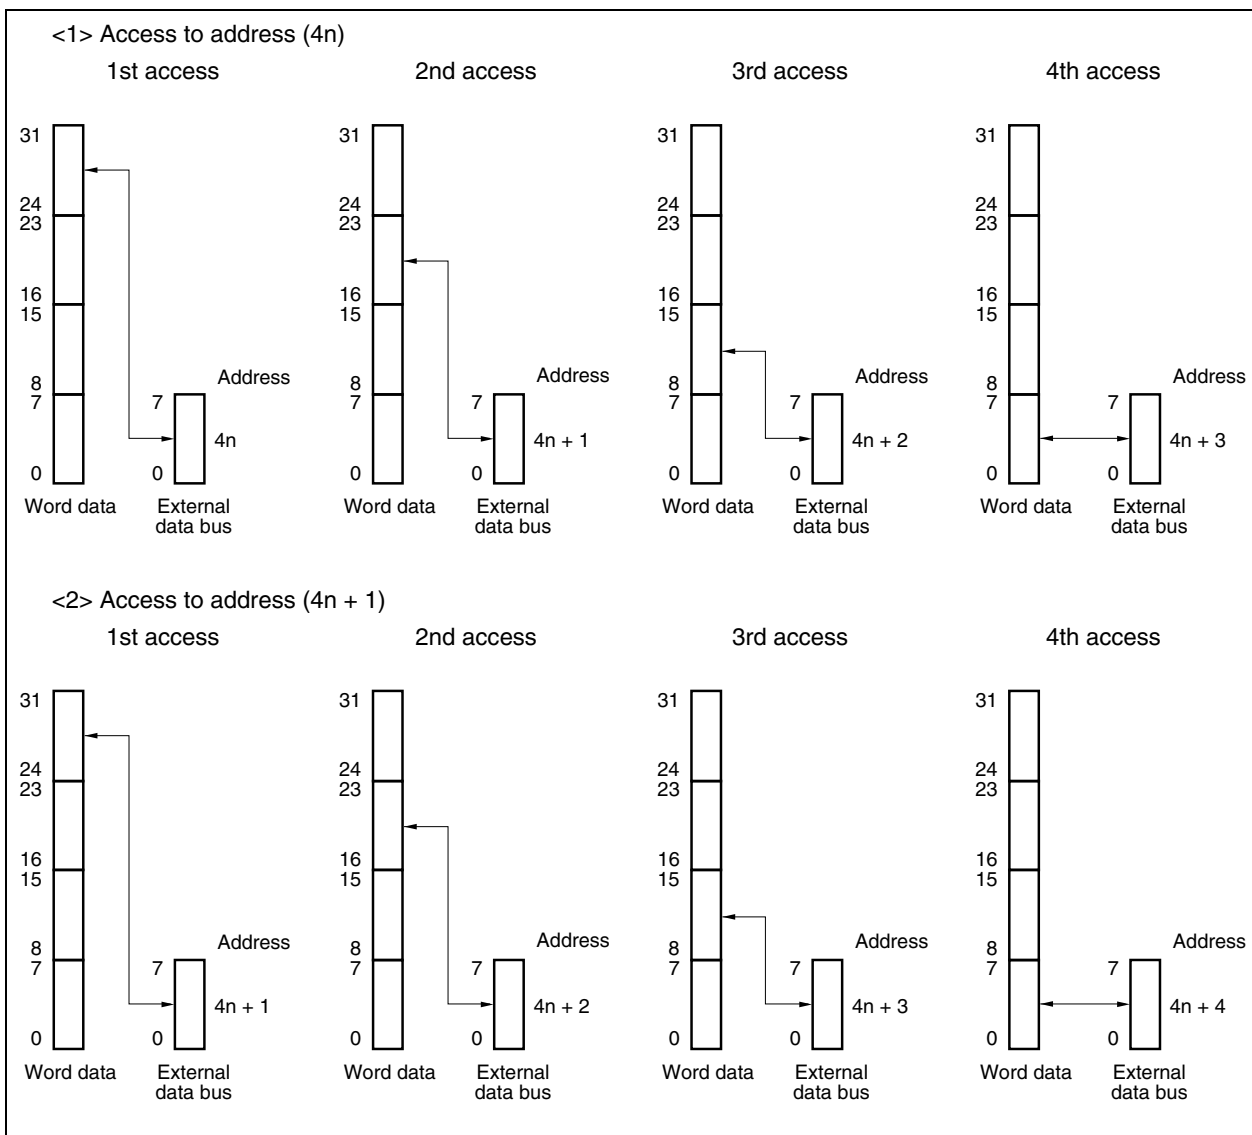 <1> Access to address (4n)
1st access 2nd access 3rd access 4th access
31 31 31 31
24 24 24 24
23 23 23 23
16 16 16 16
15 15 15 15
Address Address Address Address
8 8 8 8
7 7 7 7 7 7 7 7
4n 4n + 1 4n + 2 4n + 3
0 0 0 0 0 0 0 0
Word data External Word data External Word data External Word data External
data bus data bus data bus data bus
<2> Access to address (4n + 1)
1st access 2nd access 3rd access 4th access
31 31 31 31
24 24 24 24
23 23 23 23
16 16 16 16
15 15 15 15
Address Address Address Address
8 8 8 8
7 7 7 7 7 7 7 7
4n + 1 4n + 2 4n + 3 4n + 4
0 0 0 0 0 0 0 0
Word data External Word data External Word data External Word data External
data bus data bus data bus data bus